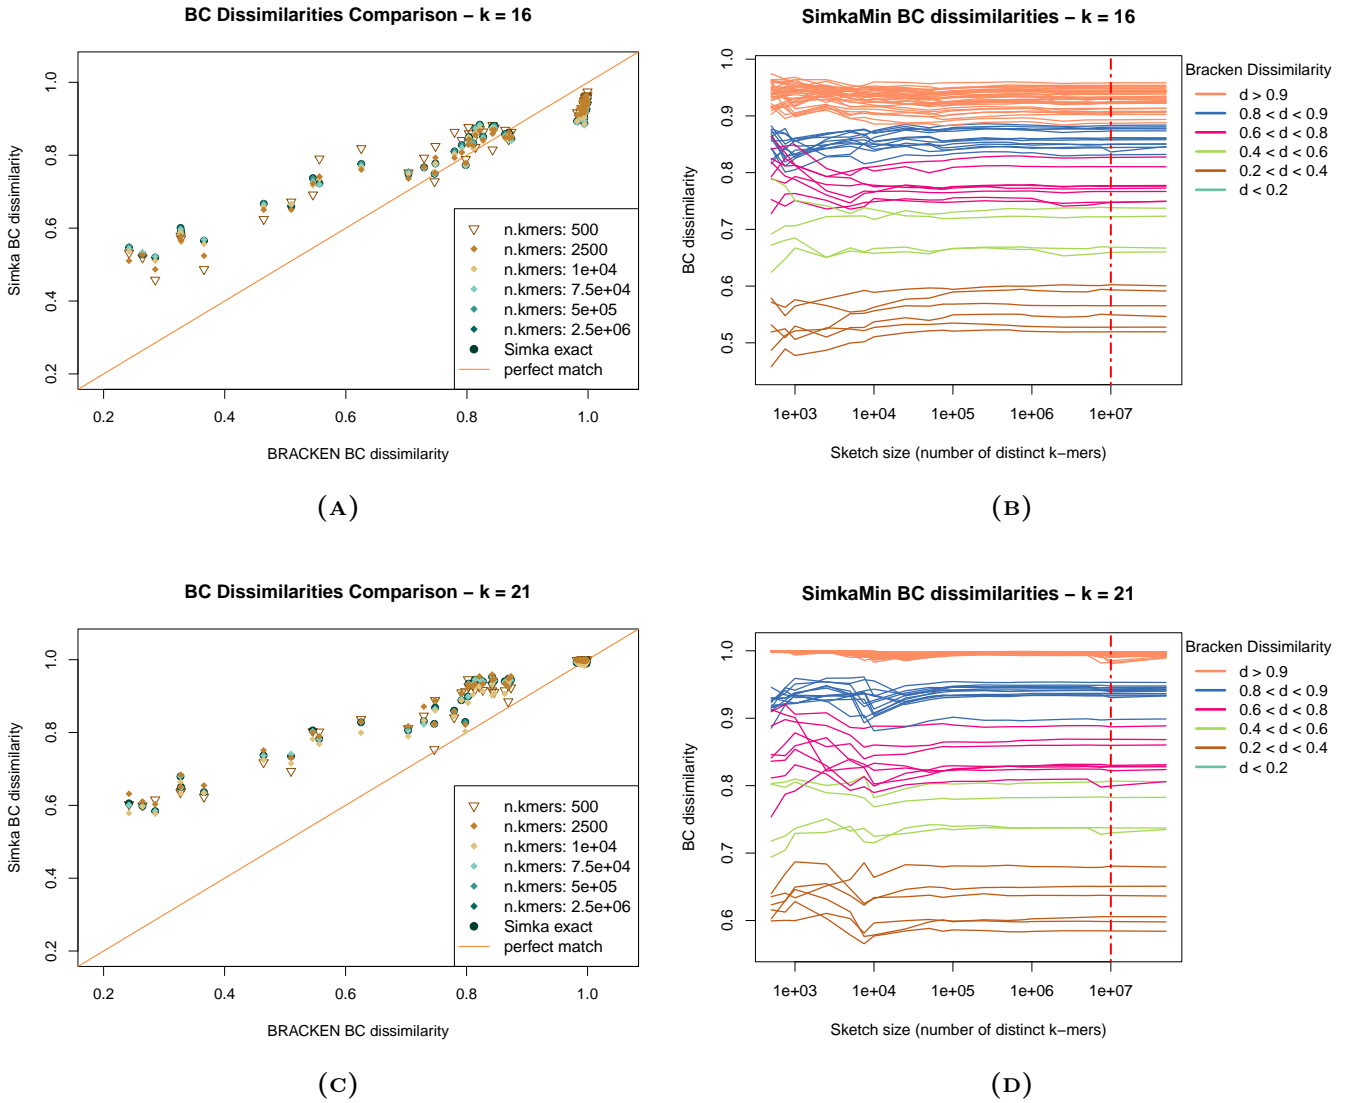 BC Dissimilarities Comparison – k = 16
Simka BC dissimilarity
1.0
0.8
0.6
0.4
0.2
0.2
0.4
0.6
0.8
1.0
BRACKEN BC dissimilarity
n.kmers: 500
n.kmers: 2500
n.kmers: 1e+04
n.kmers: 7.5e+04
n.kmers: 5e+05
n.kmers: 2.5e+06
Simka exact
perfect match
(A)
SimkaMin BC dissimilarities – k = 16
BC dissimilarity
1.0
0.9
0.8
0.7
0.6
0.5
1e+03
1e+04
1e+05
1e+06
1e+07
Sketch size (number of distinct k−mers)
Bracken Dissimilarity
d > 0.9
0.8 < d < 0.9
0.6 < d < 0.8
0.4 < d < 0.6
0.2 < d < 0.4
d < 0.2
(B)
BC Dissimilarities Comparison – k = 21
Simka BC dissimilarity
1.0
0.8
0.6
0.4
0.2
0.2
0.4
0.6
0.8
1.0
BRACKEN BC dissimilarity
n.kmers: 500
n.kmers: 2500
n.kmers: 1e+04
n.kmers: 7.5e+04
n.kmers: 5e+05
n.kmers: 2.5e+06
Simka exact
perfect match
(C)
SimkaMin BC dissimilarities – k = 21
BC dissimilarity
1.0
0.9
0.8
0.7
0.6
1e+03
1e+04
1e+05
1e+06
1e+07
Sketch size (number of distinct k−mers)
Bracken Dissimilarity
d > 0.9
0.8 < d < 0.9
0.6 < d < 0.8
0.4 < d < 0.6
0.2 < d < 0.4
d < 0.2
(D)